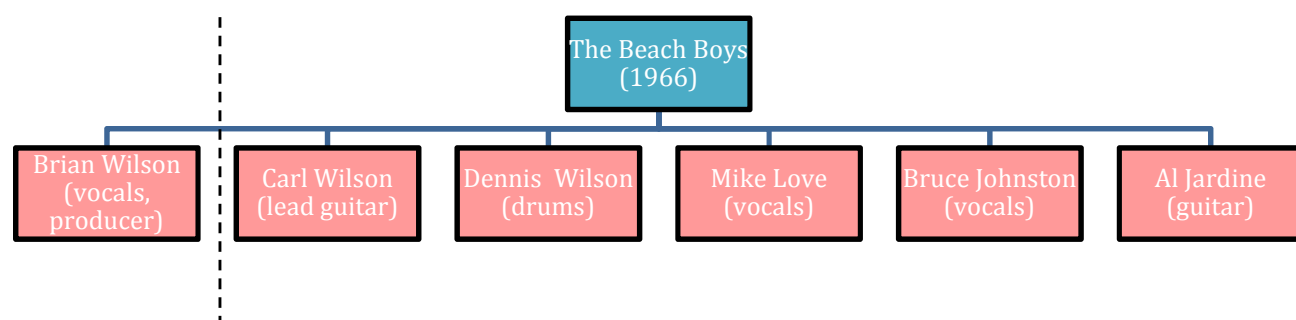 The Beach Boys
(1966)
Brian Wilson
(vocals,
producer)
Carl Wilson
(lead guitar)
Dennis  Wilson
(drums)
Mike Love
(vocals)
Bruce Johnston
(vocals)
Al Jardine
(guitar)